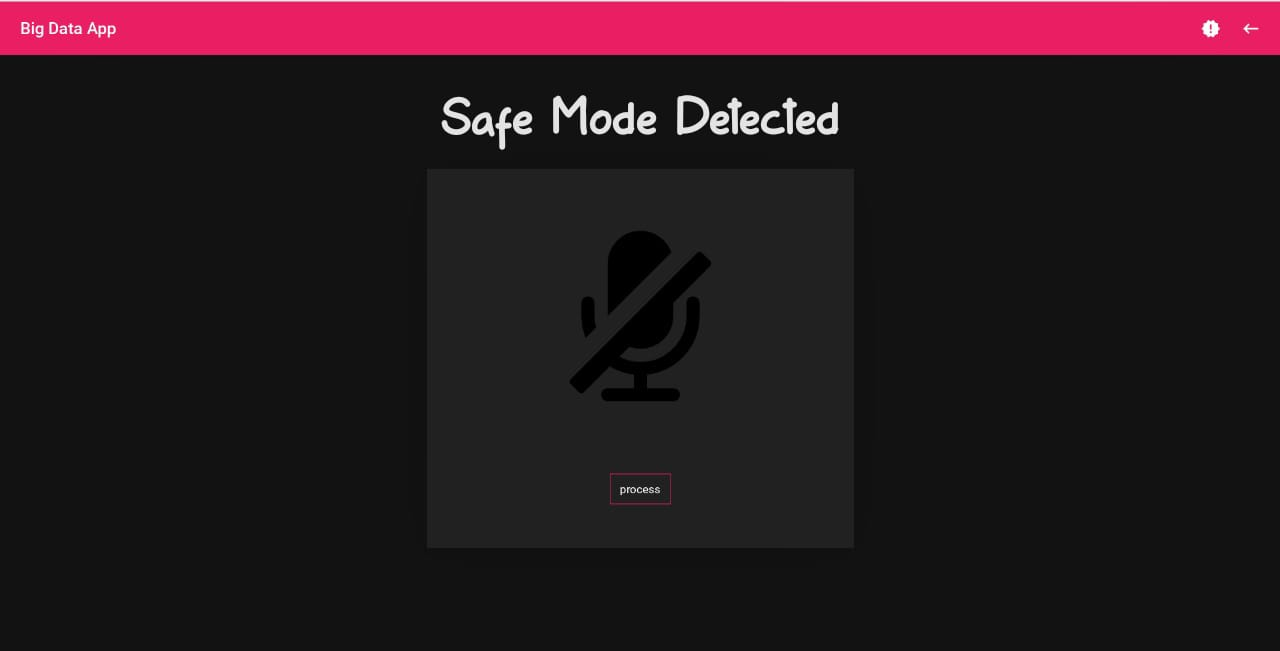 Big Data App
Safe Mode Detected
process